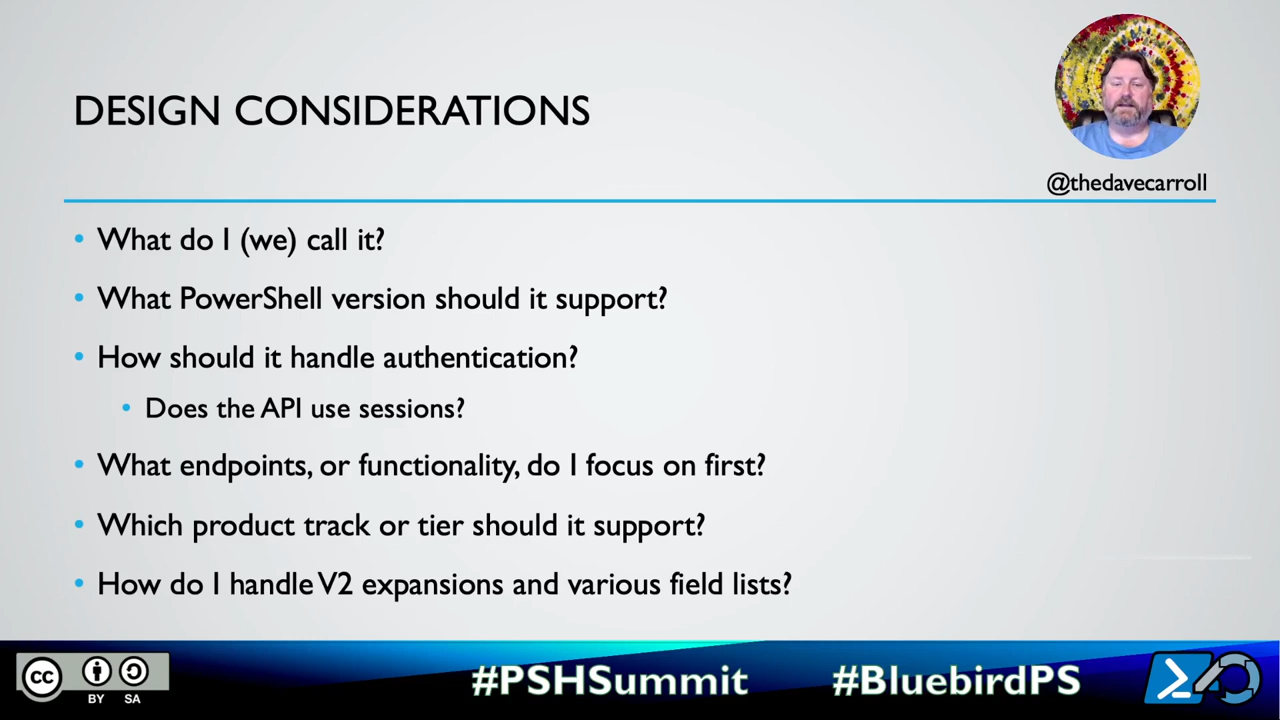 DESIGN CONSIDERATIONS
@thedavecarroll
What do I (we) call it?
What PowerShell version should it support?
How should it handle authentication?
Does the API use sessions?
What endpoints, or functionality, do I focus on first?
Which product track or tier should it support?
How do I handle V2 expansions and various field lists?
cc
BY SA
#PSHSummit #BluebirdPS